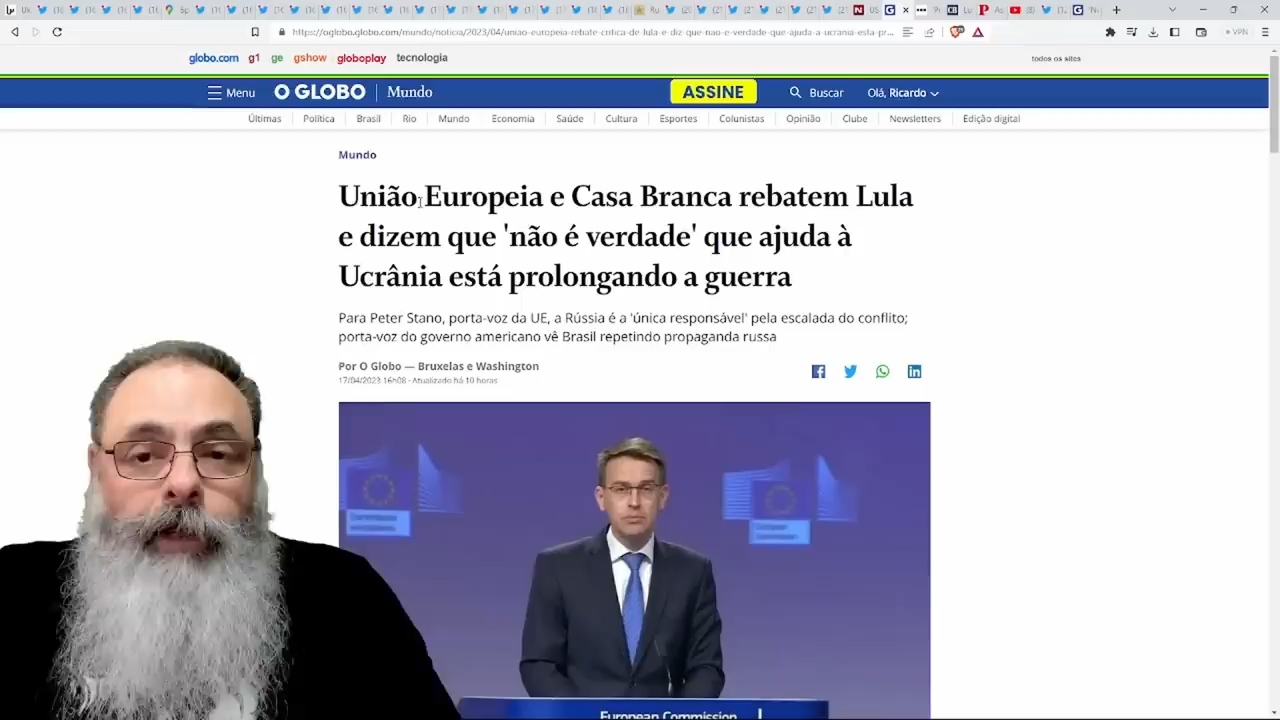 https://oglobo.globo.com/mundo/noticia/2023/04/uniao-europeia-rebate-critica-de-lula-e-diz-que-nao-e-verdade-que-ajuda-a-ucrania-esta-pr...
VPN
globo.com g1 ge gshow globoplay tecnologia
todos os sites
Menu O GLOBO Mundo ASSINE Buscar Olá, Ricardo
Últimas Política Brasil Rio Mundo Economia Saúde Cultura Esportes Colunistas Opinião Clube Newsletters Edição digital
Mundo
União Europeia e Casa Branca rebatem Lula
e dizem que 'não é verdade' que ajuda à
Ucrânia está prolongando a guerra
Para Peter Stano, porta-voz da UE, a Rússia é a 'única responsável' pela escalada do conflito;
porta-voz do governo americano vê Brasil repetindo propaganda russa
Por O Globo — Bruxelas e Washington
17/04/2023 16h08 · Atualizado há 10 horas
European
Commission
European Commission